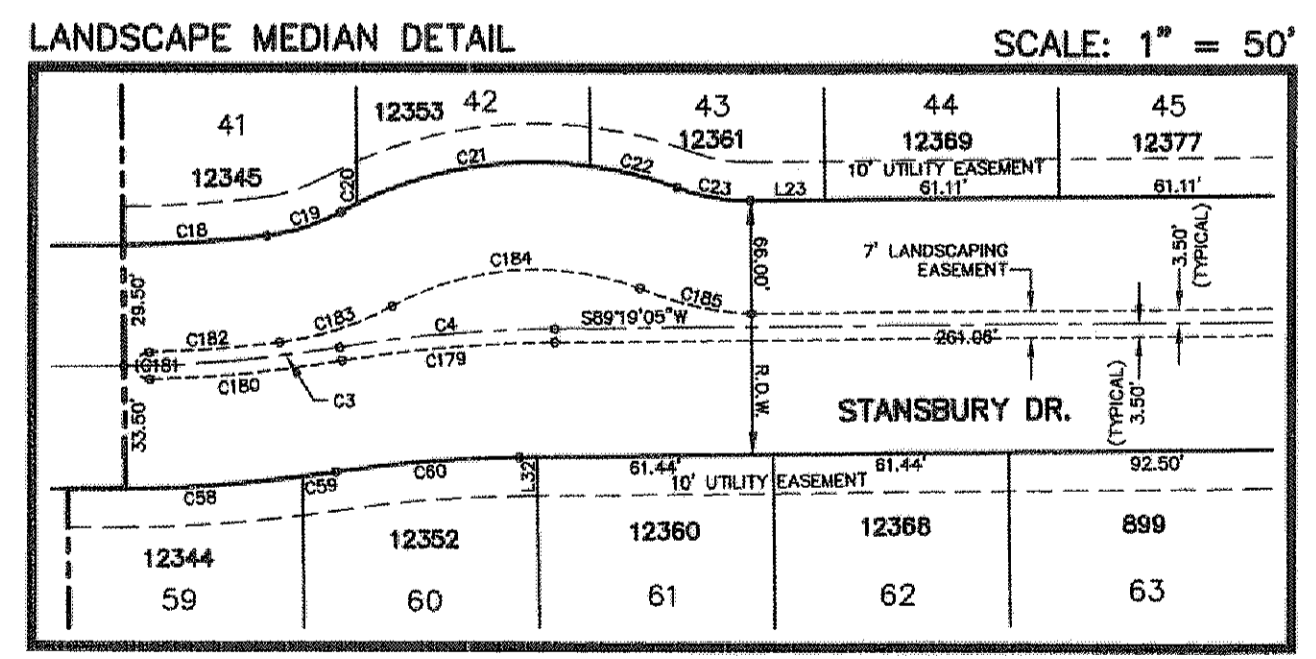 LANDSCAPE MEDIAN DETAIL
SCALE: 1" = 50'
41
12353
42
43
44
45
12345
12361
12369
12377
C20
C21
C22
10' UTILITY EASEMENT
C18
C19
C23
L23
61.11'
61.11'
29.50'
C184
66.00'
7' LANDSCAPING
EASEMENT
3.50'
(TYPICAL)
C182
C183
C185
C4
S89°19'05"W
261.06'
C181
C180
C179
C3
33.50'
R.O.W.
STANSBURY DR.
(TYPICAL)
3.50'
C58
C59
C60
L32
61.44'
61.44'
92.50'
10' UTILITY EASEMENT
12344
12352
12360
12368
899
59
60
61
62
63